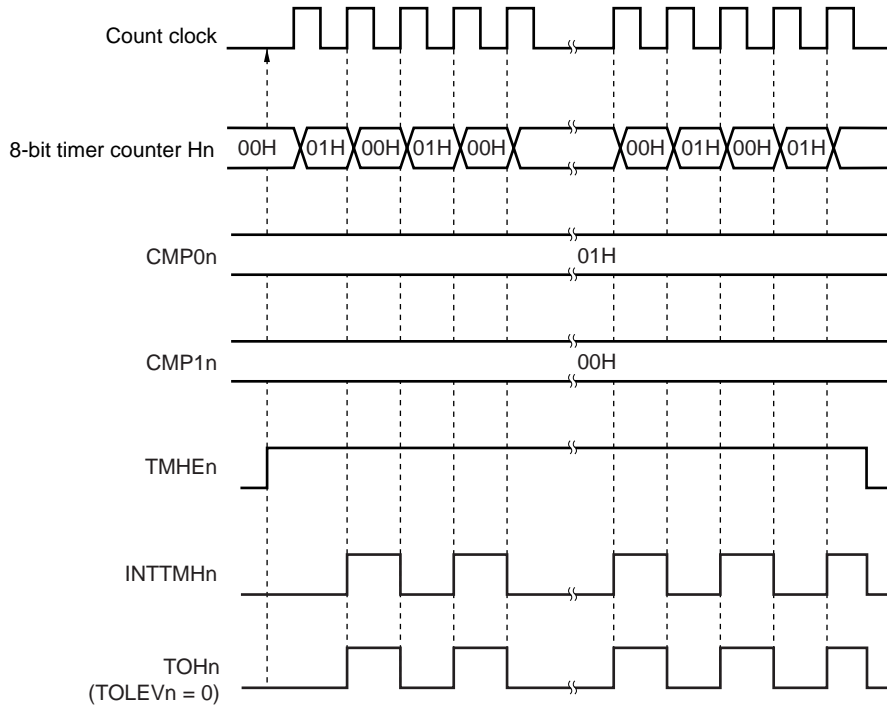 Count clock
8-bit timer counter Hn
00H 01H 00H 01H 00H 00H 01H 00H 01H
CMP0n
01H
CMP1n
00H
TMHEn
INTTMHn
TOHn
(TOLEVn = 0)